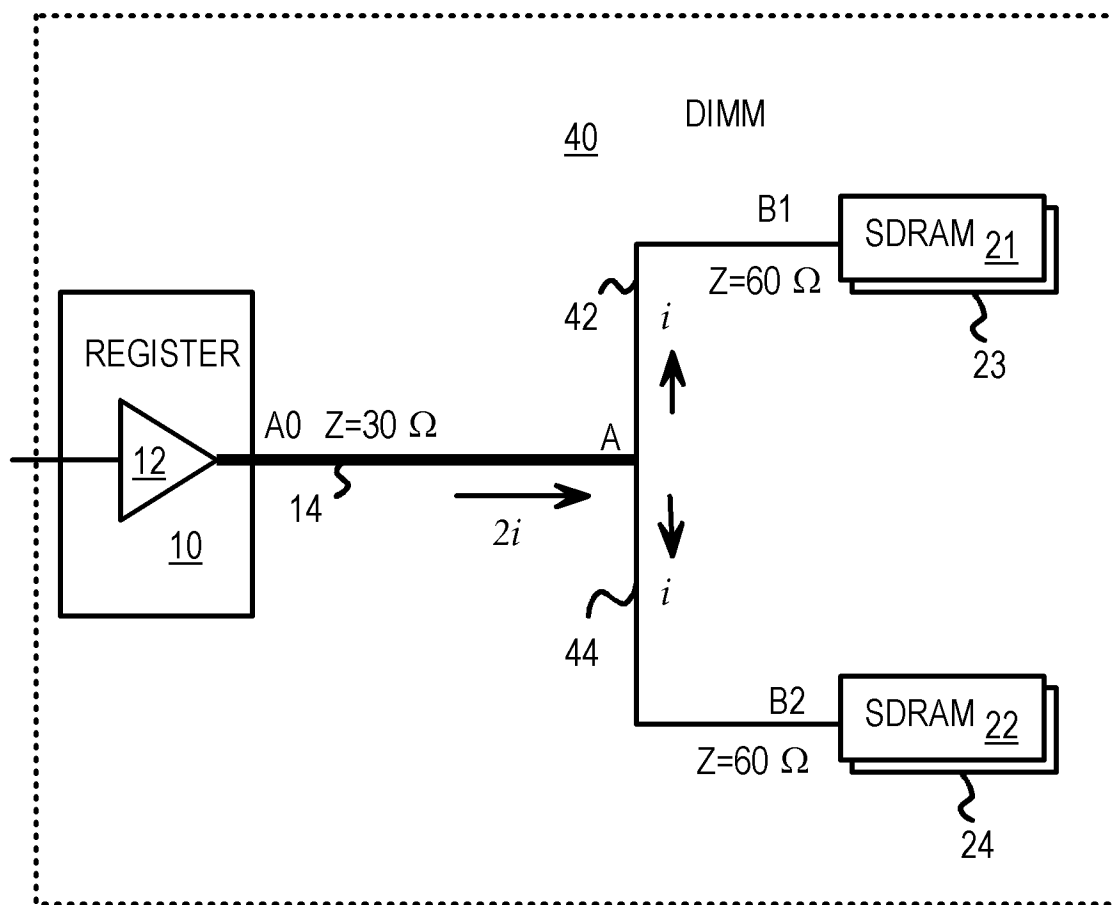 DIMM
40
B1
SDRAM 21
Z=60 Ω
42
i
23
REGISTER
A0 Z=30 Ω
A
12
14
2i
10
i
44
B2
SDRAM 22
Z=60 Ω
24